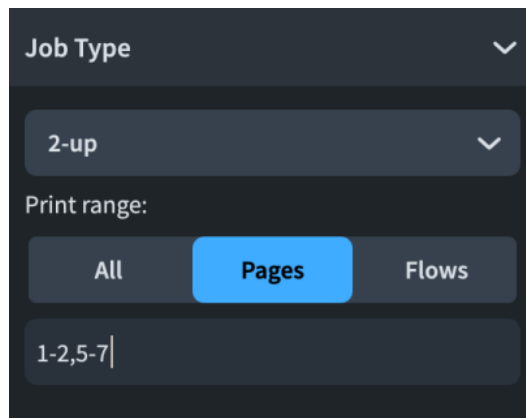 Job Type
2-up
Print range:
All Pages Flows
1-2,5-7